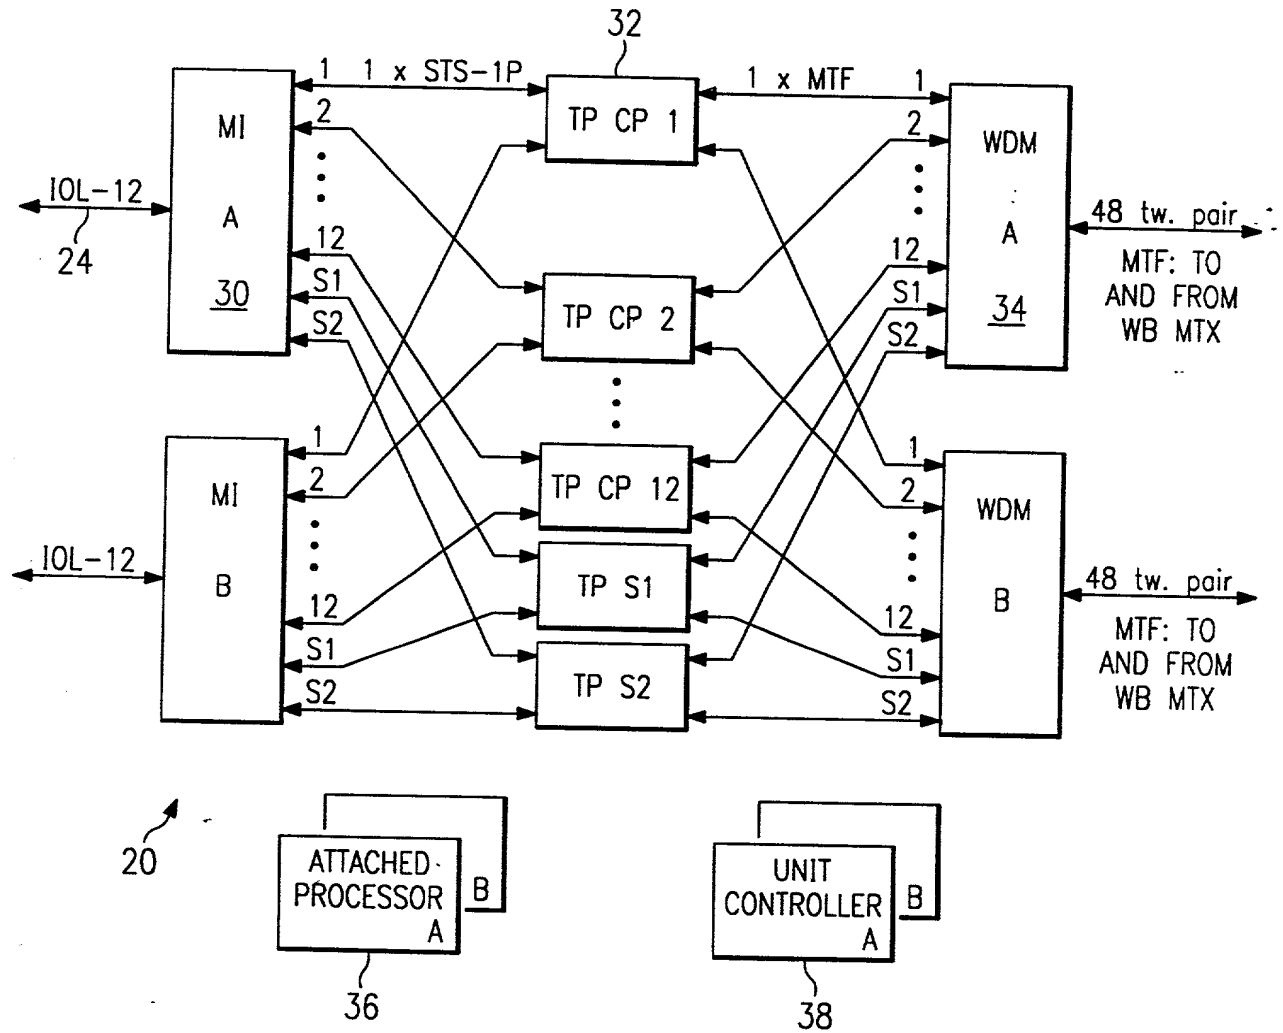 32
1 1 x STS-1P
TP CP 1
1 x MTF 1
MI
A
30
2
12
S1
S2
IOL-12
24
WDM
A
34
2
12
S1
S2
48 tw. pair
MTF: TO
AND FROM
WB MTX
TP CP 2
TP CP 12
TP S1
TP S2
MI
B
1
2
12
S1
S2
IOL-12
WDM
B
1
2
12
S1
S2
48 tw. pair
MTF: TO
AND FROM
WB MTX
20
ATTACHED
PROCESSOR
A
B
36
UNIT
CONTROLLER
A
B
38